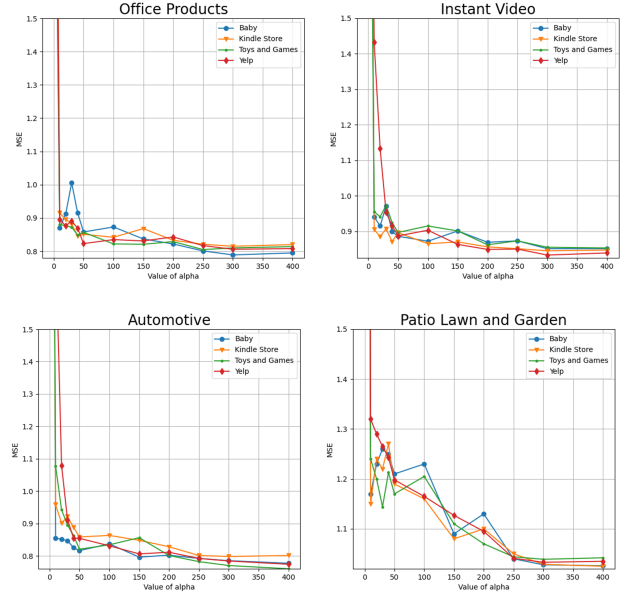 Office Products
1.5
1.4
1.3
1.2
1.1
1.0
0.9
0.8
MSE
Baby
Kindle Store
Toys and Games
Yelp
0 50 100 150 200 250 300 350 400
Value of alpha
Instant Video
1.5
1.4
1.3
1.2
1.1
1.0
0.9
MSE
Baby
Kindle Store
Toys and Games
Yelp
0 50 100 150 200 250 300 350 400
Value of alpha
Automotive
1.5
1.4
1.3
1.2
1.1
1.0
0.9
0.8
MSE
Baby
Kindle Store
Toys and Games
Yelp
0 50 100 150 200 250 300 350 400
Value of alpha
Patio Lawn and Garden
1.5
1.4
1.3
1.2
1.1
MSE
Baby
Kindle Store
Toys and Games
Yelp
0 50 100 150 200 250 300 350 400
Value of alpha